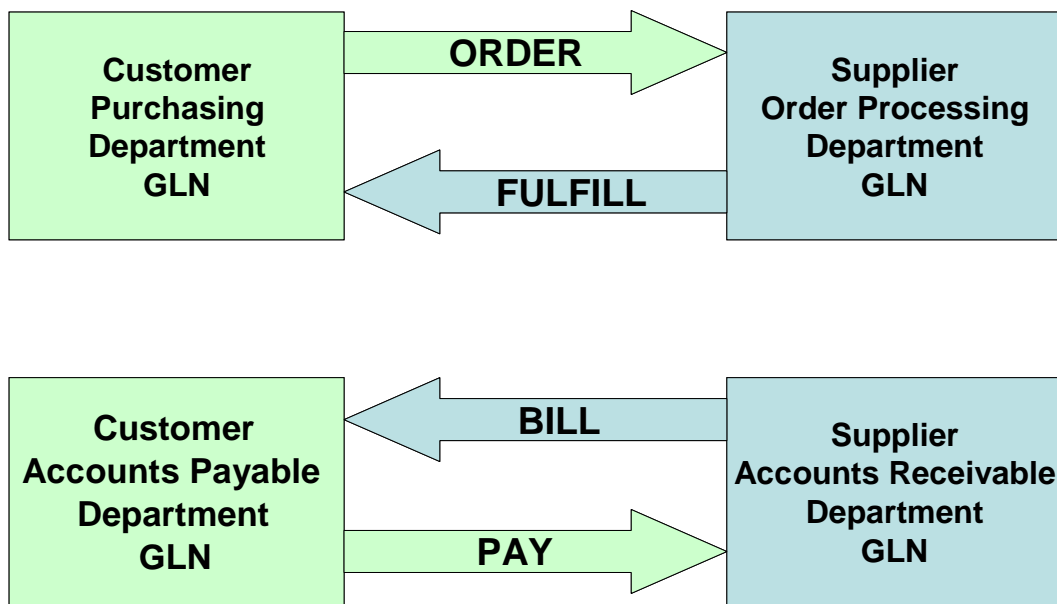 Customer
Purchasing
Department
GLN
ORDER
FULFILL
Supplier
Order Processing
Department
GLN
Customer
Accounts Payable
Department
GLN
BILL
PAY
Supplier
Accounts Receivable
Department
GLN